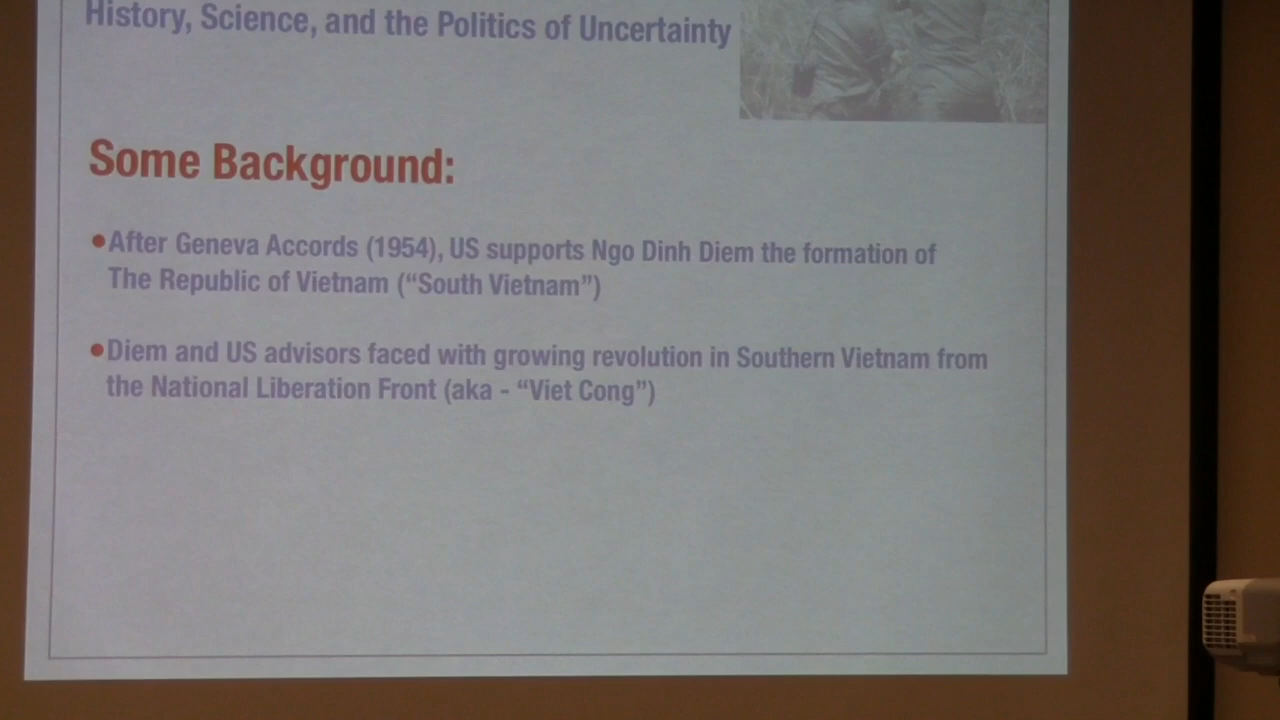 History, Science, and the Politics of Uncertainty
Some Background:
•After Geneva Accords (1954), US supports Ngo Dinh Diem the formation of
The Republic of Vietnam (“South Vietnam”)
•Diem and US advisors faced with growing revolution in Southern Vietnam from
the National Liberation Front (aka - “Viet Cong”)